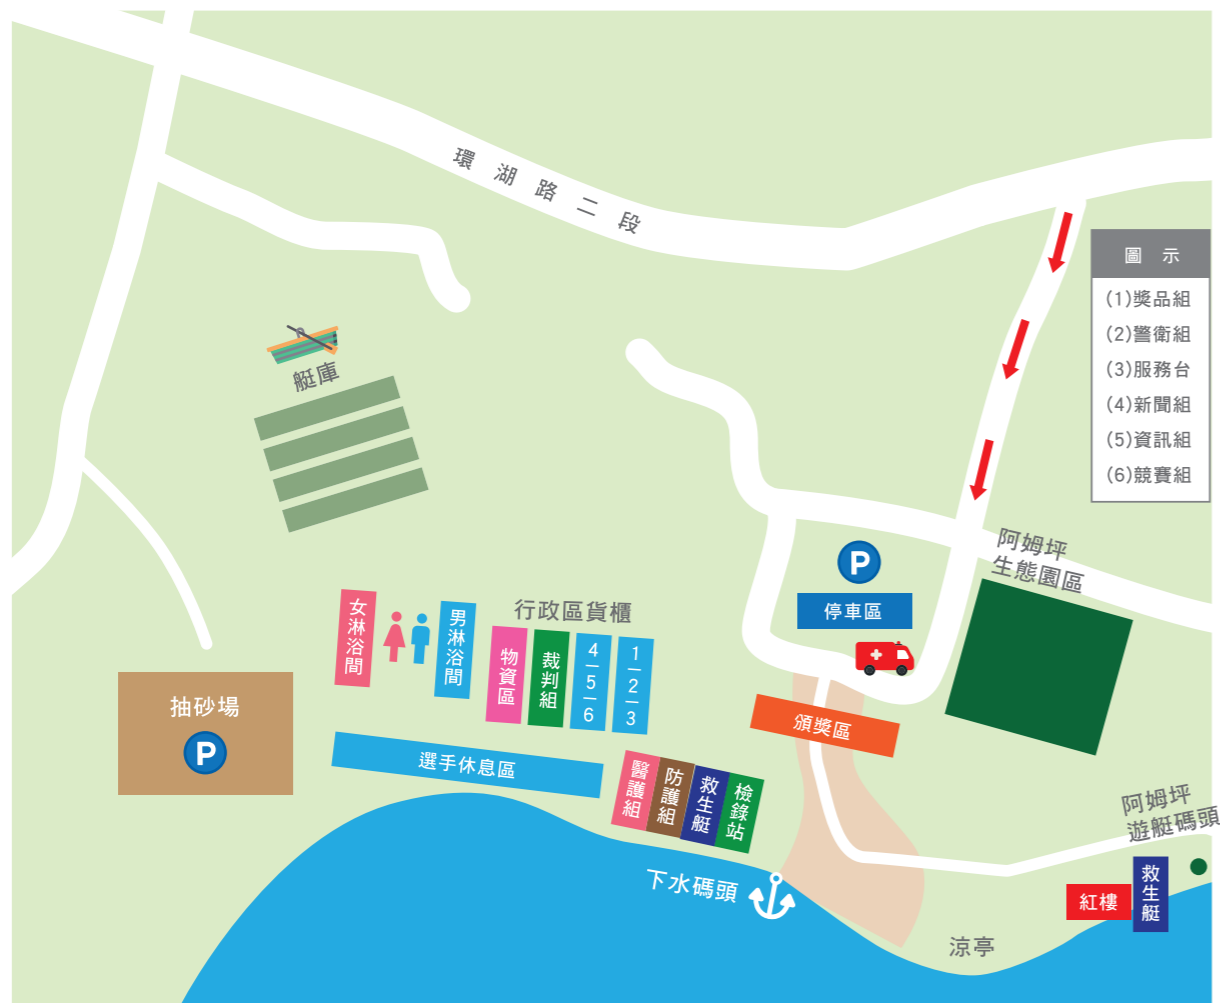 環湖路二段
圖 示
(1)獎品組
(2)警衛組
(3)服務台
(4)新聞組
(5)資訊組
(6)競賽組
艇庫
阿姆坪
生態園區
P
停車區
行政區貨櫃
女淋浴間
男淋浴間
物資區
裁判組
4–5–6
1–2–3
抽砂場
P
頒獎區
選手休息區
醫護組
防護組
救生艇
檢錄站
阿姆坪
遊艇碼頭
下水碼頭
紅樓
救生艇
涼亭